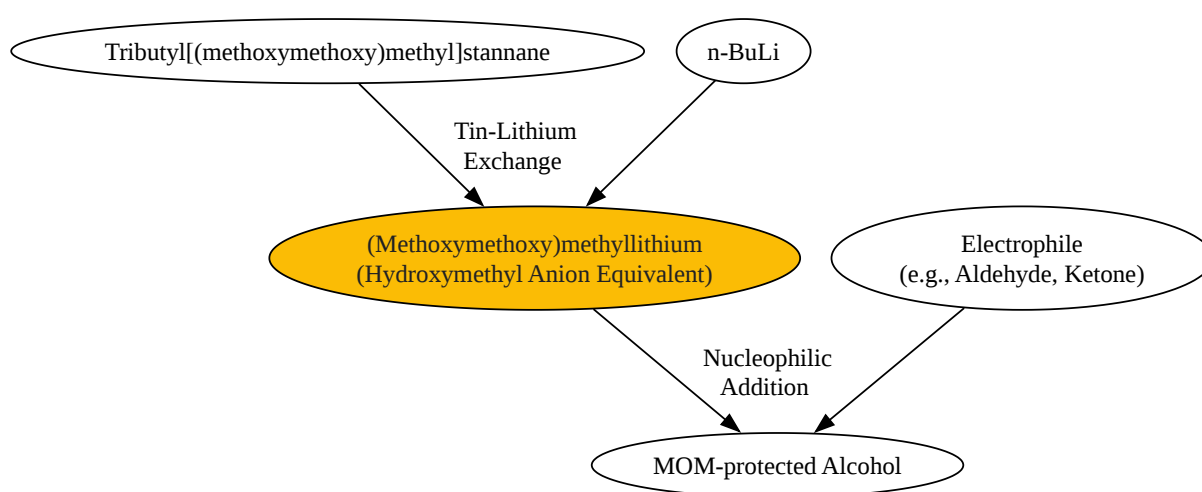 Tributyl[(methoxymethoxy)methyl]stannane
n-BuLi
Tin-Lithium
Exchange
(Methoxymethoxy)methyllithium
(Hydroxymethyl Anion Equivalent)
Electrophile
(e.g., Aldehyde, Ketone)
Nucleophilic
Addition
MOM-protected Alcohol